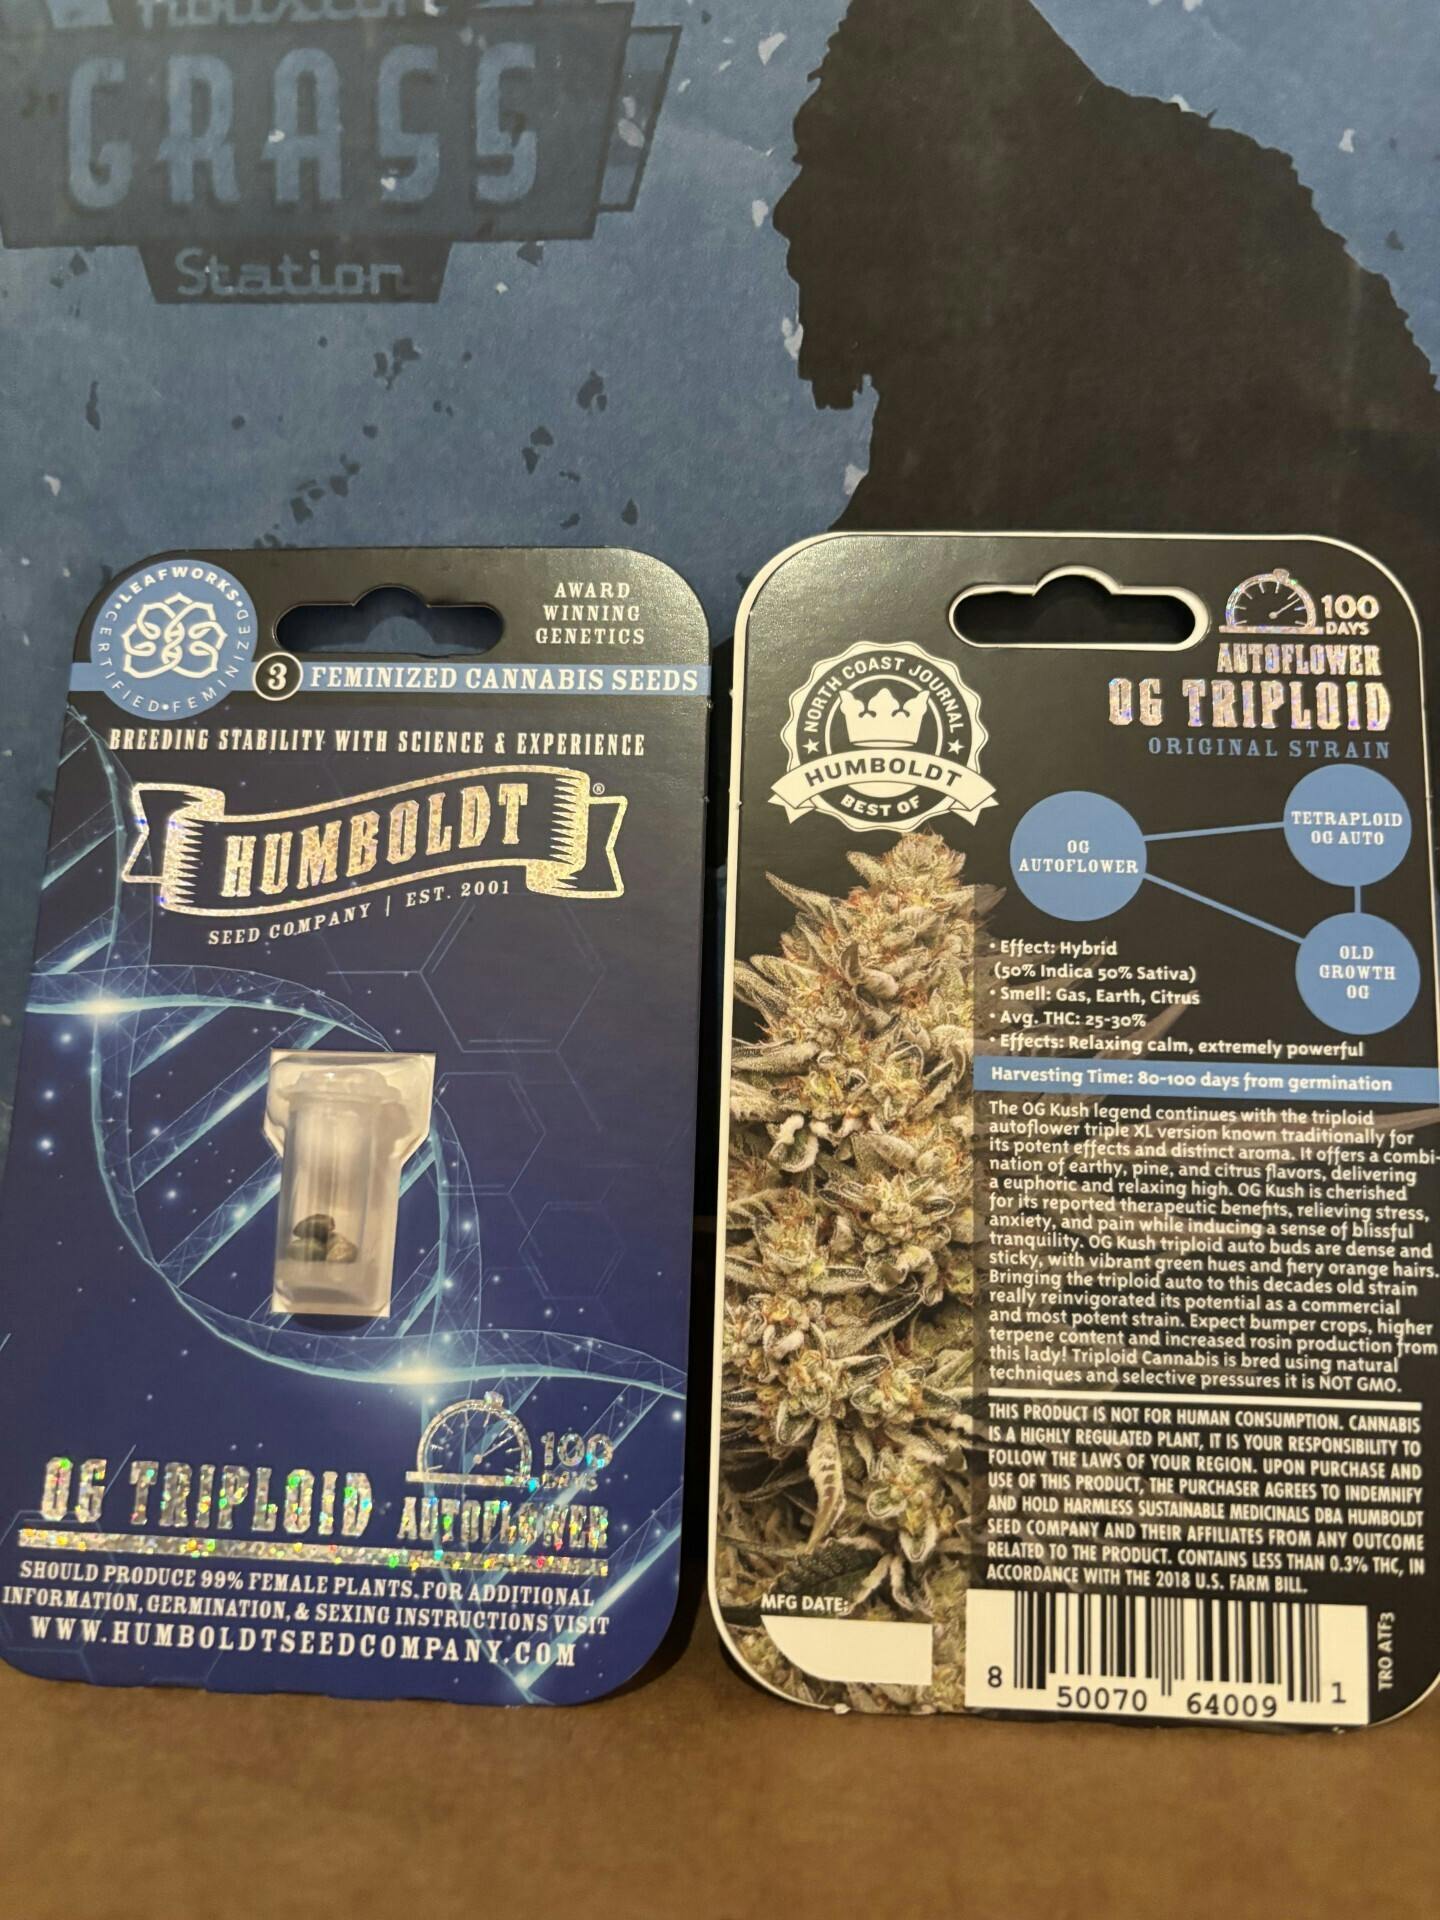 GRASS
Station
LEAFWORKS
CERTIFIED • FEMINIZED
AWARD
WINNING
GENETICS
3 FEMINIZED CANNABIS SEEDS
BREEDING STABILITY WITH SCIENCE & EXPERIENCE
HUMBOLDT®
SEED COMPANY | EST. 2001
100
DAYS
OG TRIPLOID AUTOFLOWER
SHOULD PRODUCE 99% FEMALE PLANTS. FOR ADDITIONAL
INFORMATION, GERMINATION, & SEXING INSTRUCTIONS VISIT
WWW.HUMBOLDTSEEDCOMPANY.COM
100
DAYS
AUTOFLOWER
OG TRIPLOID
ORIGINAL STRAIN
NORTH COAST JOURNAL
HUMBOLDT
BEST OF
OG
AUTOFLOWER
TETRAPLOID
OG AUTO
OLD
GROWTH
OG
• Effect: Hybrid
(50% Indica 50% Sativa)
• Smell: Gas, Earth, Citrus
• Avg. THC: 25-30%
• Effects: Relaxing calm, extremely powerful
Harvesting Time: 80-100 days from germination
The OG Kush legend continues with the triploid
autoflower triple XL version known traditionally for
its potent effects and distinct aroma. It offers a combi-
nation of earthy, pine, and citrus flavors, delivering
a euphoric and relaxing high. OG Kush is cherished
for its reported therapeutic benefits, relieving stress,
anxiety, and pain while inducing a sense of blissful
tranquility. OG Kush triploid auto buds are dense and
sticky, with vibrant green hues and fiery orange hairs.
Bringing the triploid auto to this decades old strain
really reinvigorated its potential as a commercial
and most potent strain. Expect bumper crops, higher
terpene content and increased rosin production from
this lady! Triploid Cannabis is bred using natural
techniques and selective pressures it is NOT GMO.
THIS PRODUCT IS NOT FOR HUMAN CONSUMPTION. CANNABIS
IS A HIGHLY REGULATED PLANT, IT IS YOUR RESPONSIBILITY TO
FOLLOW THE LAWS OF YOUR REGION. UPON PURCHASE AND
USE OF THIS PRODUCT, THE PURCHASER AGREES TO INDEMNIFY
AND HOLD HARMLESS SUSTAINABLE MEDICINALS DBA HUMBOLDT
SEED COMPANY AND THEIR AFFILIATES FROM ANY OUTCOME
RELATED TO THE PRODUCT. CONTAINS LESS THAN 0.3% THC, IN
ACCORDANCE WITH THE 2018 U.S. FARM BILL.
MFG DATE:
8 50070 64009 1
TRO ATF3